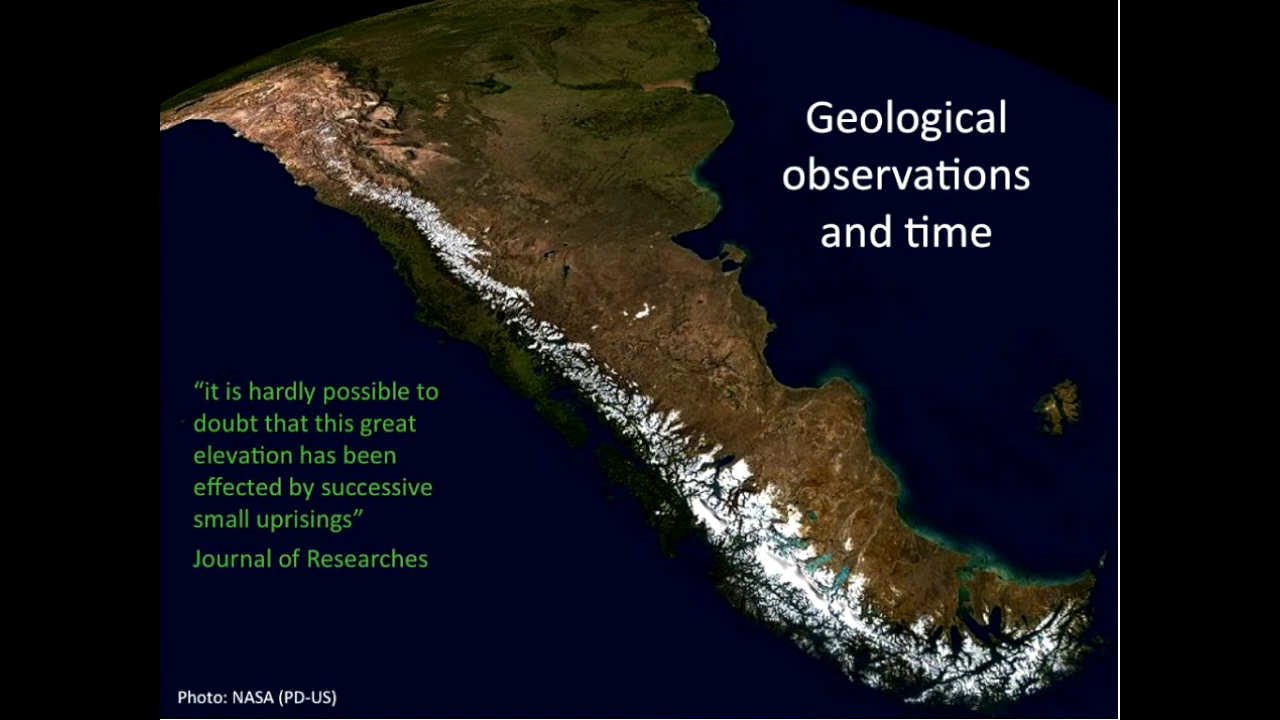 Geological
observations
and time
“it is hardly possible to
doubt that this great
elevation has been
effected by successive
small uprisings”
Journal of Researches
Photo: NASA (PD-US)